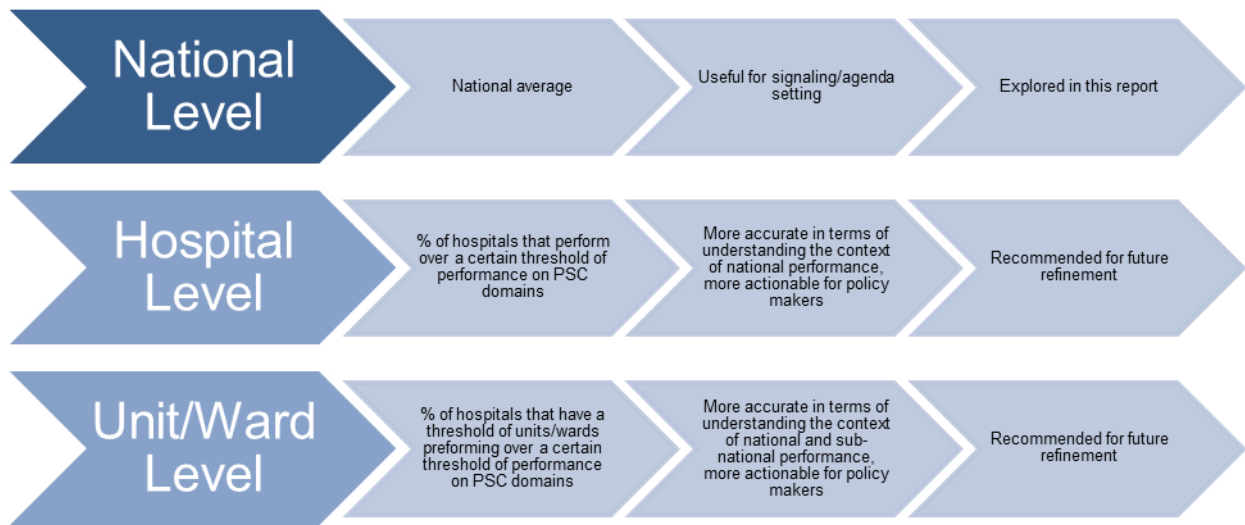 National
Level
National average
Useful for signaling/agenda
setting
Explored in this report
Hospital
Level
% of hospitals that perform
over a certain threshold of
performance on PSC
domains
More accurate in terms of
understanding the context
of national performance,
more actionable for policy
makers
Recommended for future
refinement
Unit/Ward
Level
% of hospitals that have a
threshold of units/wards
preforming over a certain
threshold of performance
on PSC domains
More accurate in terms of
understanding the context
of national and sub-
national performance,
more actionable for policy
makers
Recommended for future
refinement